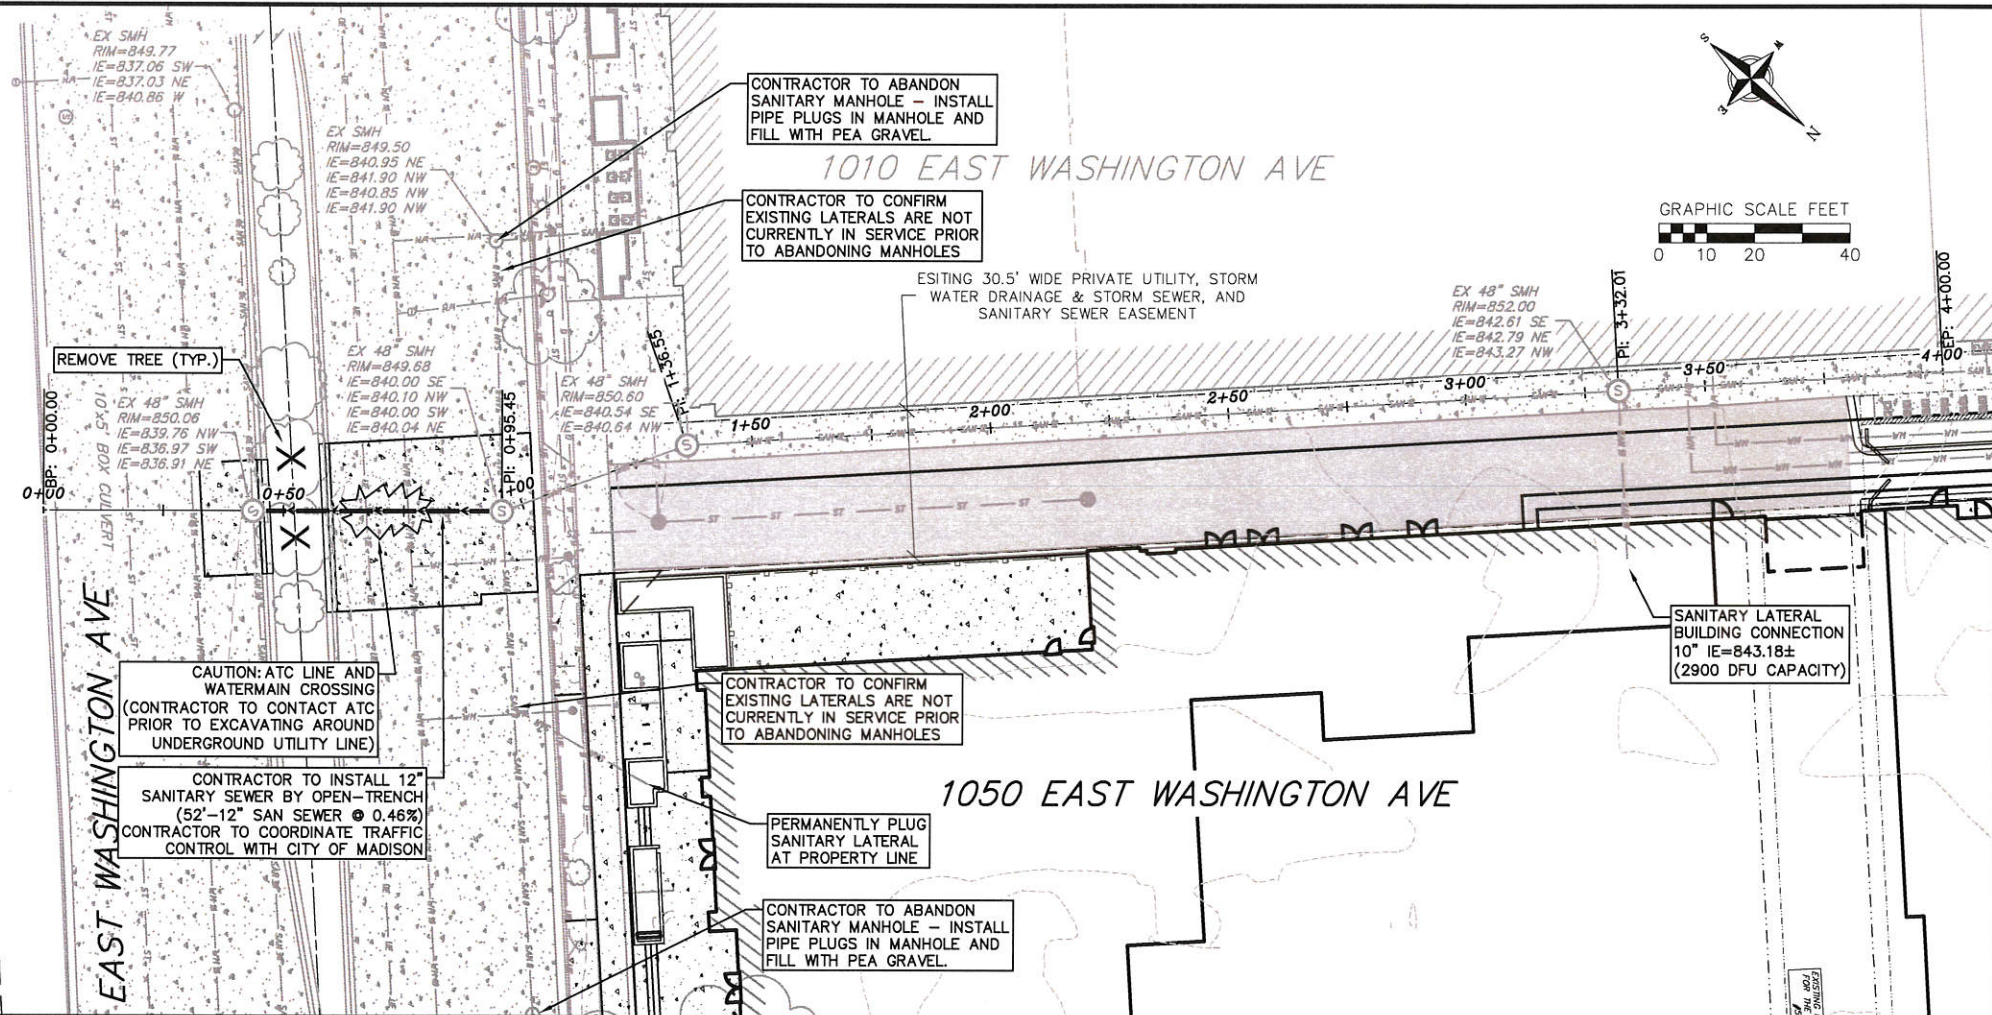 EX SMH
RIM=849.77
IE=837.06 SW
IE=837.03 NE
IE=840.86 W
EX SMH
RIM=849.50
IE=840.95 NE
IE=841.90 NW
IE=840.85 NW
IE=841.90 NW
CONTRACTOR TO ABANDON
SANITARY MANHOLE – INSTALL
PIPE PLUGS IN MANHOLE AND
FILL WITH PEA GRAVEL.
1010 EAST WASHINGTON AVE
CONTRACTOR TO CONFIRM
EXISTING LATERALS ARE NOT
CURRENTLY IN SERVICE PRIOR
TO ABANDONING MANHOLES
GRAPHIC SCALE FEET
0 10 20 40
ESITING 30.5' WIDE PRIVATE UTILITY, STORM
WATER DRAINAGE & STORM SEWER, AND
SANITARY SEWER EASEMENT
EX 48" SMH
RIM=852.00
IE=842.61 SE
IE=842.79 NE
IE=843.27 NW
PI: 3+32.01
EP: 4+00.00
REMOVE TREE (TYP.)
EX 48" SMH
RIM=849.68
IE=840.00 SE
IE=840.10 NW
IE=840.00 SW
IE=840.04 NE
PI: 1+36.55
EX 48" SMH
RIM=850.60
IE=840.54 SE
IE=840.64 NW
EX 48" SMH
RIM=850.06
IE=839.76 NW
IE=836.97 SW
IE=836.91 NE
10'x5' BOX CULVERT
BP: 0+00.00
PI: 0+95.45
0+00
0+50
+00
1+50
2+00
2+50
3+00
3+50
4+00
ST ST ST ST ST ST
EAST WASHINGTON AVE
CAUTION: ATC LINE AND
WATERMAIN CROSSING
(CONTRACTOR TO CONTACT ATC
PRIOR TO EXCAVATING AROUND
UNDERGROUND UTILITY LINE)
CONTRACTOR TO INSTALL 12"
SANITARY SEWER BY OPEN-TRENCH
(52'-12" SAN SEWER @ 0.46%)
CONTRACTOR TO COORDINATE TRAFFIC
CONTROL WITH CITY OF MADISON
CONTRACTOR TO CONFIRM
EXISTING LATERALS ARE NOT
CURRENTLY IN SERVICE PRIOR
TO ABANDONING MANHOLES
SANITARY LATERAL
BUILDING CONNECTION
10" IE=843.18±
(2900 DFU CAPACITY)
1050 EAST WASHINGTON AVE
PERMANENTLY PLUG
SANITARY LATERAL
AT PROPERTY LINE
CONTRACTOR TO ABANDON
SANITARY MANHOLE – INSTALL
PIPE PLUGS IN MANHOLE AND
FILL WITH PEA GRAVEL.
EXISTING
FOR THE